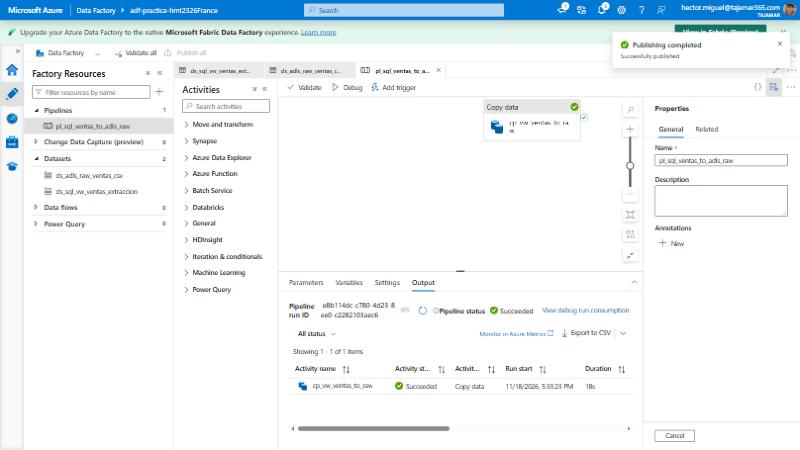 Microsoft Azure
Data Factory
adf-practica-hmt2326France
Search
hector.miguel@tajamar365.com
TAJAMAR
Upgrade your Azure Data Factory to the native Microsoft Fabric Data Factory experience. Learn more
Publishing completed
Successfully published
Data Factory
Validate all
Publish all
Factory Resources
Filter resources by name
Pipelines 1
pl_sql_ventas_to_adls_raw
Change Data Capture (preview) 0
Datasets 2
ds_adls_raw_ventas_csv
ds_sql_vw_ventas_extraccion
Data flows 0
Power Query 0
ds_sql_vw_ventas_ext...
ds_adls_raw_ventas_c...
pl_sql_ventas_to_a...
Activities
Search activities
Move and transform
Synapse
Azure Data Explorer
Azure Function
Batch Service
Databricks
General
HDInsight
Iteration & conditionals
Machine Learning
Power Query
Validate
Debug
Add trigger
Copy data
cp_vw_ventas_to_ra
w
Parameters
Variables
Settings
Output
Pipeline
run ID
Pipeline status
Succeeded
View debug run consumption
All status
Monitor in Azure Metrics
Export to CSV
Showing 1 - 1 of 1 items
Activity name
Activity st...
Activit...
Run start
Duration
cp_vw_ventas_to_raw
Succeeded
Copy data
11/18/2026, 5:33:23 PM
18s
Properties
General
Related
Name *
pl_sql_ventas_to_adls_raw
Description
Annotations
New
Cancel